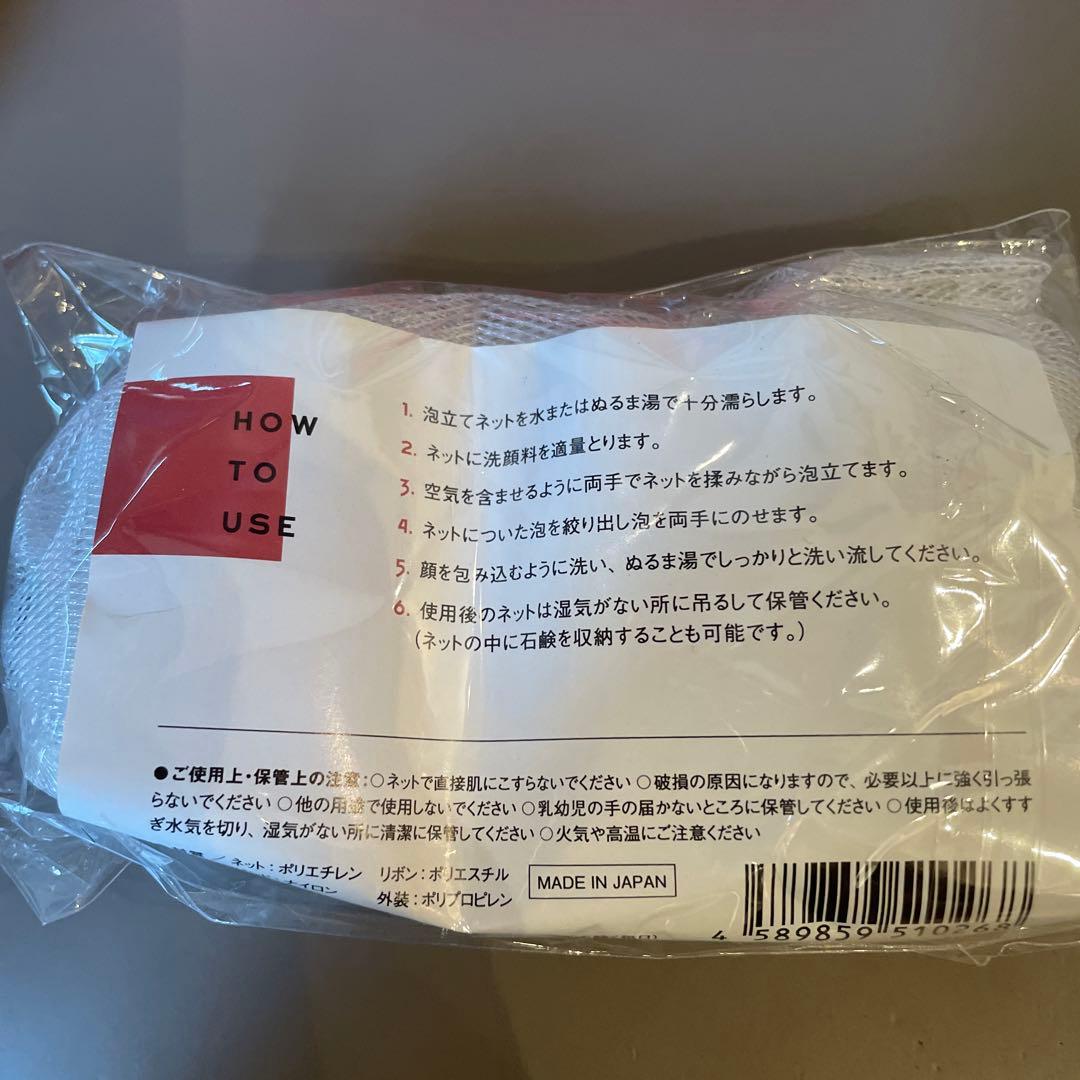 HOW
TO
USE
1. 泡立てネットを水またはぬるま湯で十分濡らします。
2. ネットに洗顔料を適量とります。
3. 空気を含ませるように両手でネットを揉みながら泡立てます。
4. ネットについた泡を絞り出し泡を両手にのせます。
5. 顔を包み込むように洗い、ぬるま湯でしっかりと洗い流してください。
6. 使用後のネットは湿気がない所に吊るして保管ください。
(ネットの中に石鹸を収納することも可能です。)
●ご使用上・保管上の注意:○ネットで直接肌にこすらないでください ○破損の原因になりますので、必要以上に強く引っ張
らないでください ○他の用途で使用しないでください ○乳幼児の手の届かないところに保管してください ○使用後はよくすす
ぎ水気を切り、湿気がない所に清潔に保管してください ○火気や高温にご注意ください
/ ネット:ポリエチレン リボン:ポリエステル
イロン 外装:ポリプロピレン
MADE IN JAPAN
4 589859 510268